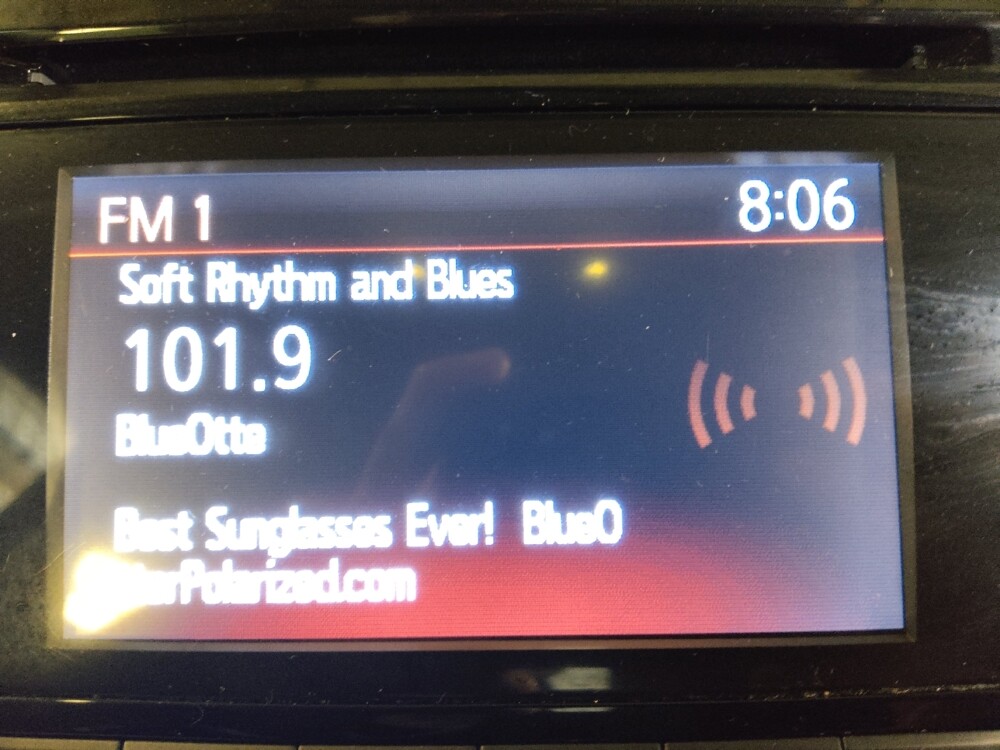 FM 1
8:06
Soft Rhythm and Blues
101.9
BlueOtte
Best Sunglasses Ever! BlueO
tterPolarized.com